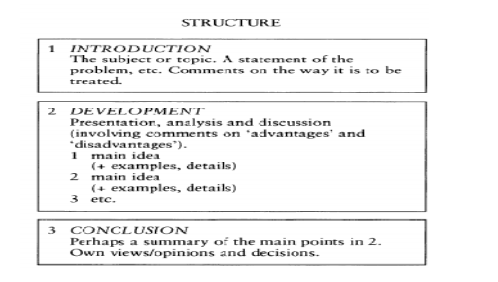 STRUCTURE
1 INTRODUCTION
The subject or topic. A statement of the
problem, etc. Comments on the way it is to be
treated.
2 DEVELOPMENT
Presentation, analysis and discussion
(involving comments on 'advantages' and
'disadvantages').
1 main idea
(+ examples, details)
2 main idea
(+ examples, details)
3 etc.
3 CONCLUSION
Perhaps a summary of the main points in 2.
Own views/opinions and decisions.